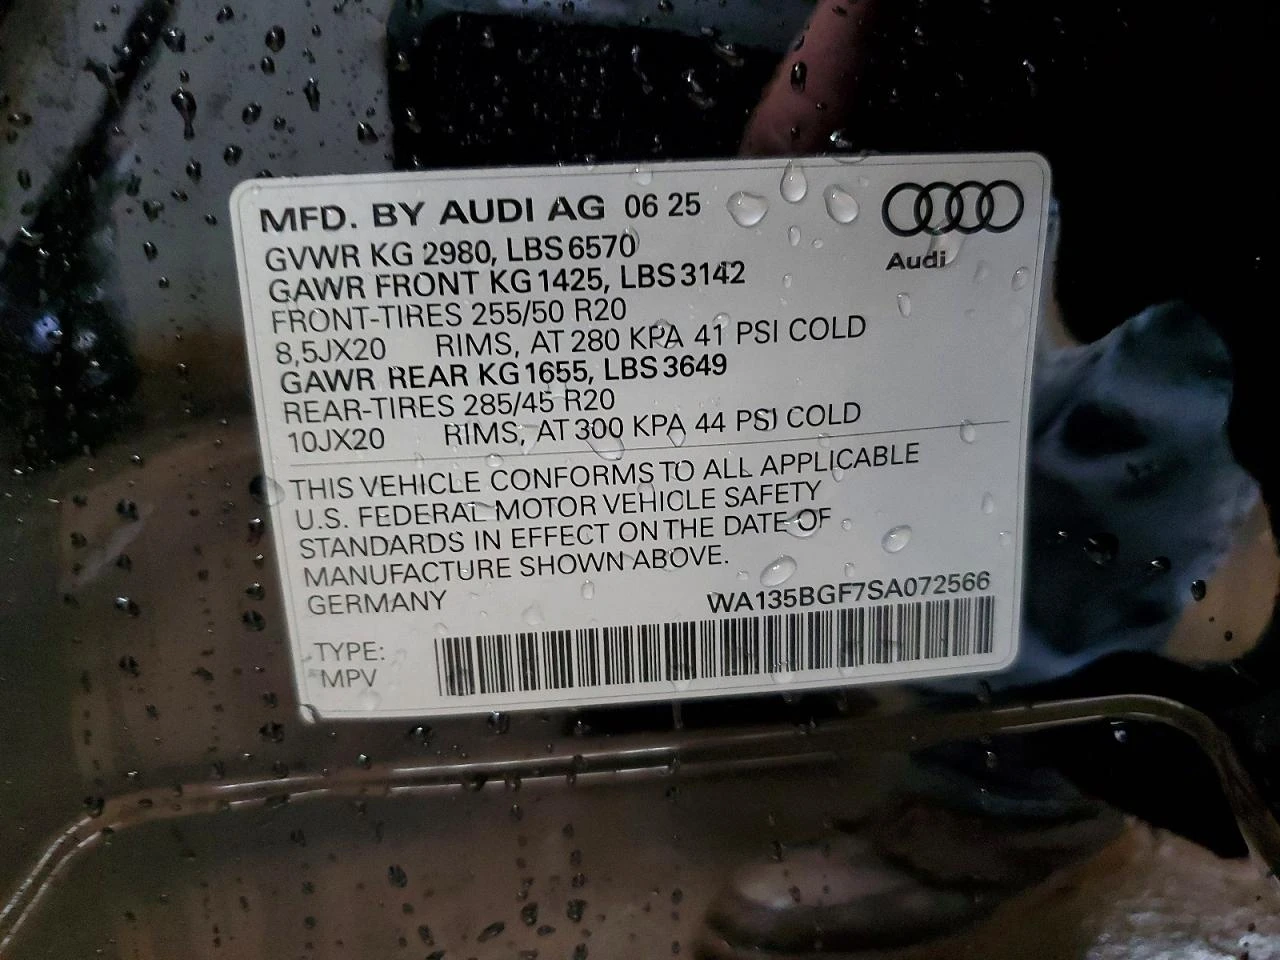 MFD. BY AUDI AG 06 25
Audi
GVWR KG 2980, LBS 6570
GAWR FRONT KG 1425, LBS 3142
FRONT-TIRES 255/50 R20
8,5JX20 RIMS, AT 280 KPA 41 PSI COLD
GAWR REAR KG 1655, LBS 3649
REAR-TIRES 285/45 R20
10JX20 RIMS, AT 300 KPA 44 PSI COLD
THIS VEHICLE CONFORMS TO ALL APPLICABLE
U.S. FEDERAL MOTOR VEHICLE SAFETY
STANDARDS IN EFFECT ON THE DATE OF
MANUFACTURE SHOWN ABOVE.
GERMANY WA135BGF7SA072566
TYPE:
MPV